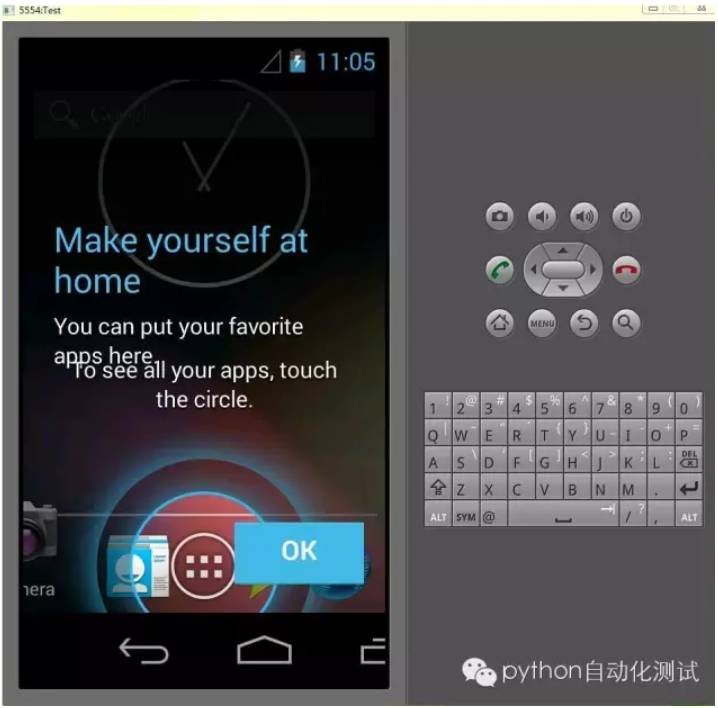 5554:Test
11:05
Google
Make yourself at
home
You can put your favorite
apps here.
To see all your apps, touch
the circle.
OK
nera
MENU
1 ! 2 @ 3 # 4 $ 5 % 6 ^ 7 & 8 * 9 ( 0 )
Q | W ~ E " R ` T { Y } U _ I - O + P =
A S \ D ' F [ G ] H < J > K ; L : DEL
Z X C V B N M .
ALT SYM @ / ? , ALT
python自动化测试